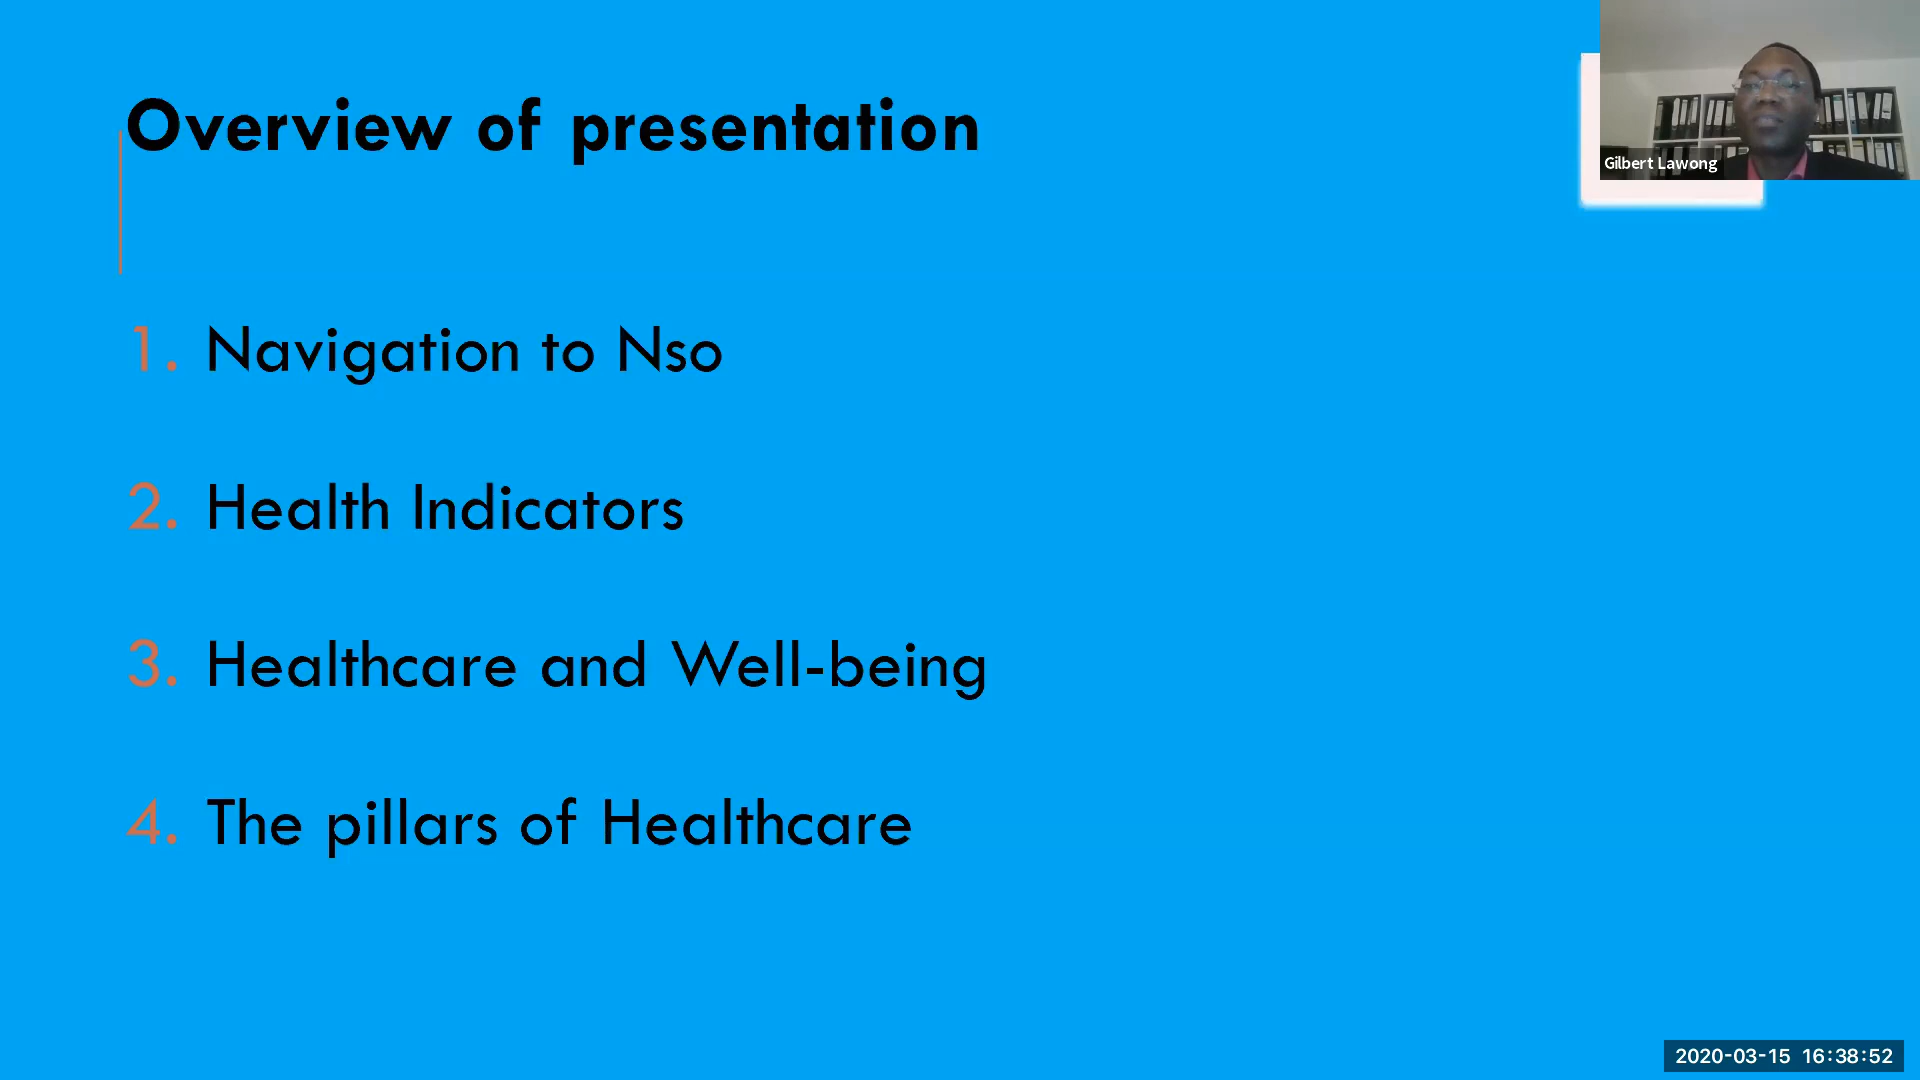 Overview of presentation
Gilbert Lawong
1. Navigation to Nso
2. Health Indicators
3. Healthcare and Well-being
4. The pillars of Healthcare
2020-03-15 16:38:52